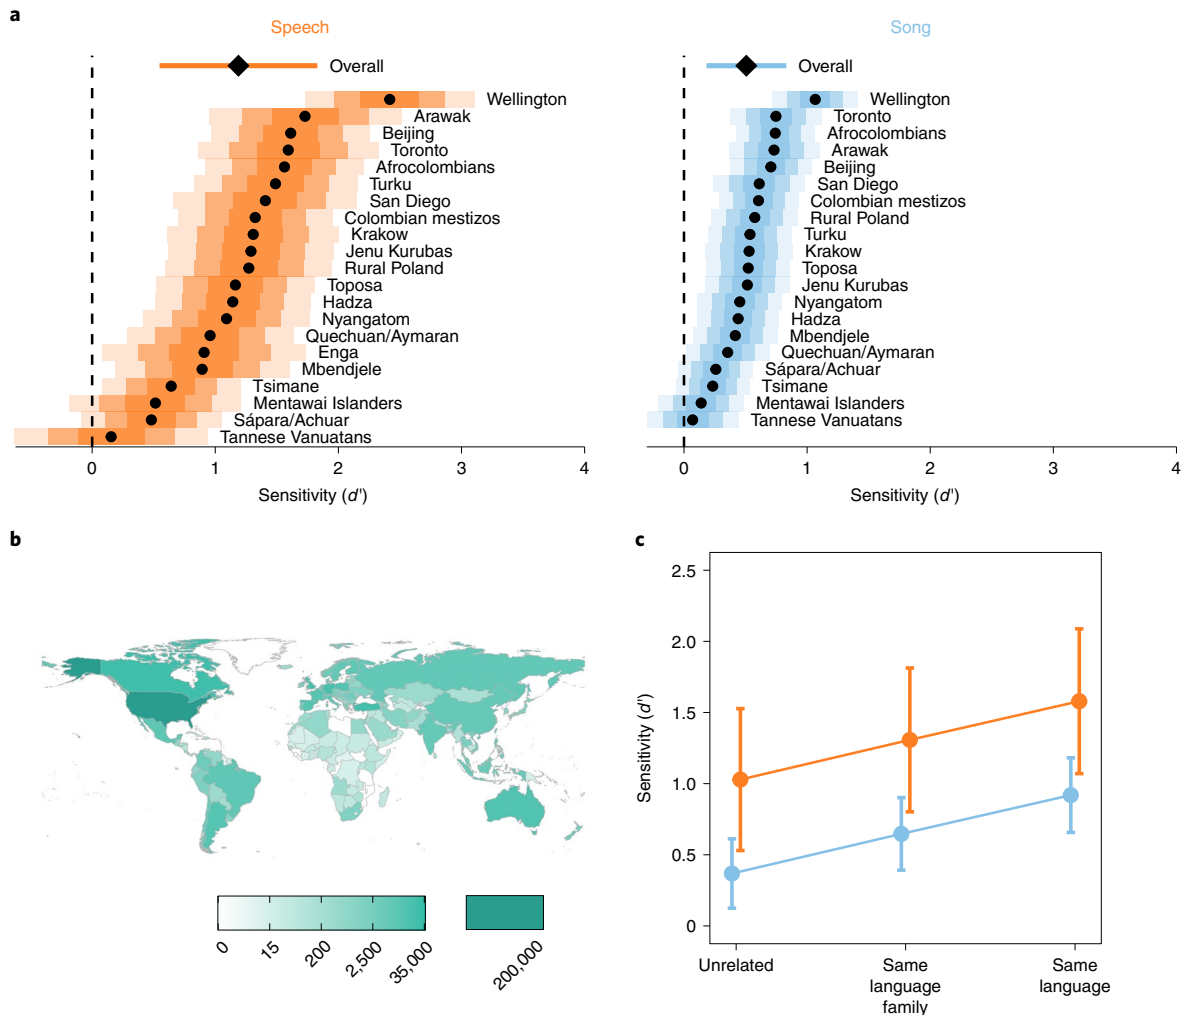 a
Speech
Overall
Wellington
Arawak
Beijing
Toronto
Afrocolombians
Turku
San Diego
Colombian mestizos
Krakow
Jenu Kurubas
Rural Poland
Toposa
Hadza
Nyangatom
Quechuan/Aymaran
Enga
Mbendjele
Tsimane
Mentawai Islanders
Sápara/Achuar
Tannese Vanuatans
0 1 2 3 4
Sensitivity (d')
Song
Overall
Wellington
Toronto
Afrocolombians
Arawak
Beijing
San Diego
Colombian mestizos
Rural Poland
Turku
Krakow
Toposa
Jenu Kurubas
Nyangatom
Hadza
Mbendjele
Quechuan/Aymaran
Sápara/Achuar
Tsimane
Mentawai Islanders
Tannese Vanuatans
0 1 2 3 4
Sensitivity (d')
b
0 15 200 2,500 35,000 200,000
c
2.5
2.0
1.5
1.0
0.5
0
Sensitivity (d')
Unrelated
Same
language
family
Same
language